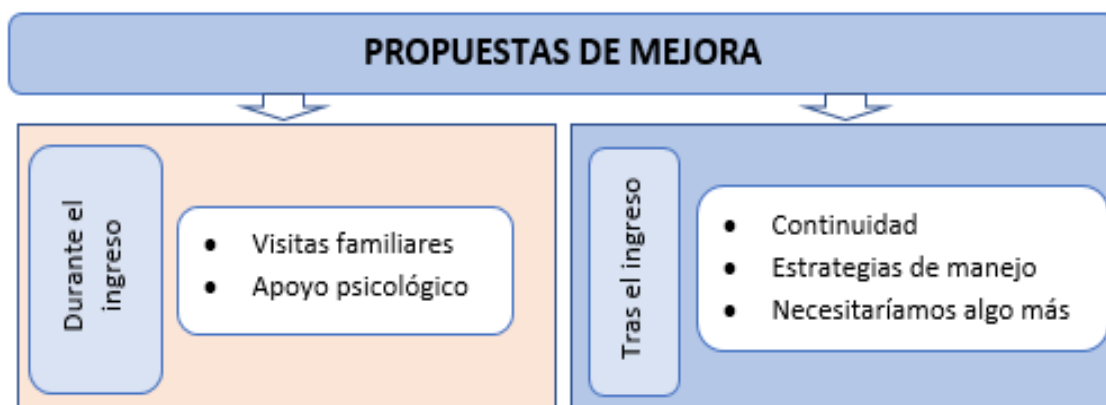 PROPUESTAS DE MEJORA
Durante el
ingreso
• Visitas familiares
• Apoyo psicológico
Tras el ingreso
• Continuidad
• Estrategias de manejo
• Necesitaríamos algo más